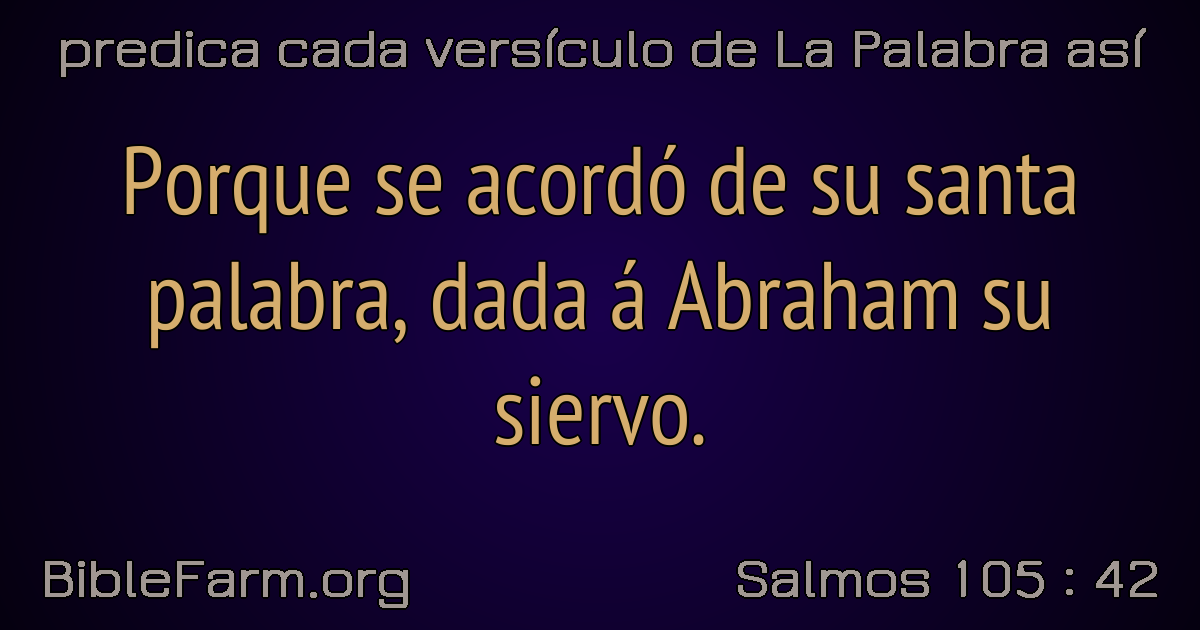 predica cada versículo de La Palabra así
Porque se acordó de su santa
palabra, dada á Abraham su
siervo.
BibleFarm.org
Salmos 105 : 42